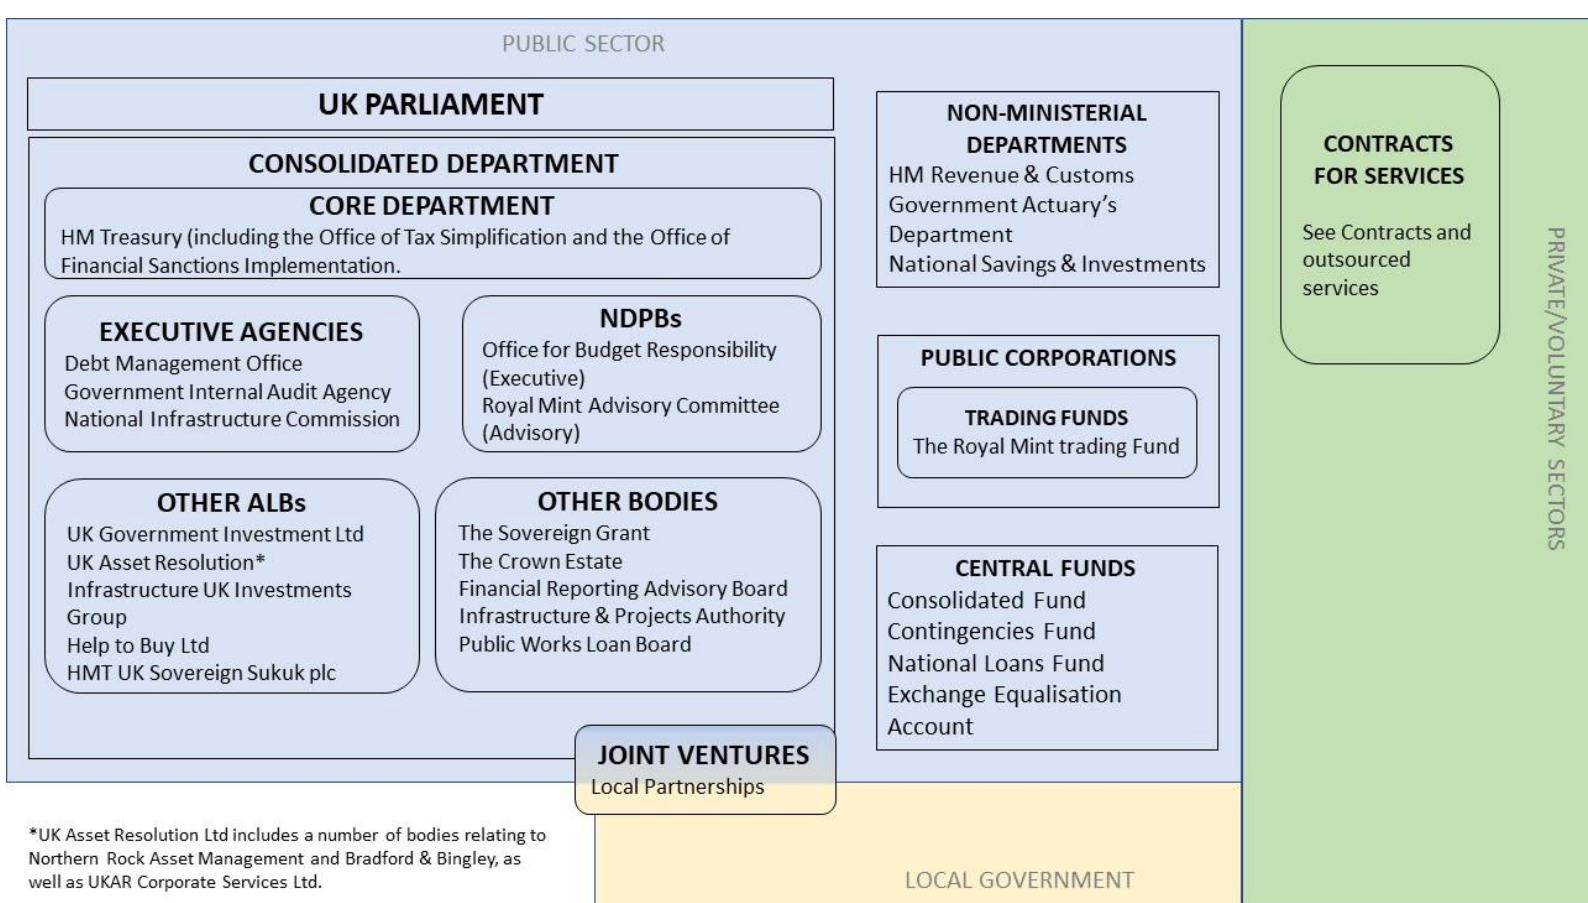 PUBLIC SECTOR
UK PARLIAMENT
CONSOLIDATED DEPARTMENT
CORE DEPARTMENT
HM Treasury (including the Office of Tax Simplification and the Office of
Financial Sanctions Implementation.
EXECUTIVE AGENCIES
Debt Management Office
Government Internal Audit Agency
National Infrastructure Commission
NDPBs
Office for Budget Responsibility
(Executive)
Royal Mint Advisory Committee
(Advisory)
OTHER ALBs
UK Government Investment Ltd
UK Asset Resolution*
Infrastructure UK Investments
Group
Help to Buy Ltd
HMT UK Sovereign Sukuk plc
OTHER BODIES
The Sovereign Grant
The Crown Estate
Financial Reporting Advisory Board
Infrastructure & Projects Authority
Public Works Loan Board
JOINT VENTURES
Local Partnerships
NON-MINISTERIAL
DEPARTMENTS
HM Revenue & Customs
Government Actuary's
Department
National Savings & Investments
PUBLIC CORPORATIONS
TRADING FUNDS
The Royal Mint trading Fund
CENTRAL FUNDS
Consolidated Fund
Contingencies Fund
National Loans Fund
Exchange Equalisation
Account
CONTRACTS
FOR SERVICES
See Contracts and
outsourced
services
PRIVATE/VOLUNTARY SECTORS
*UK Asset Resolution Ltd includes a number of bodies relating to
Northern Rock Asset Management and Bradford & Bingley, as
well as UKAR Corporate Services Ltd.
LOCAL GOVERNMENT